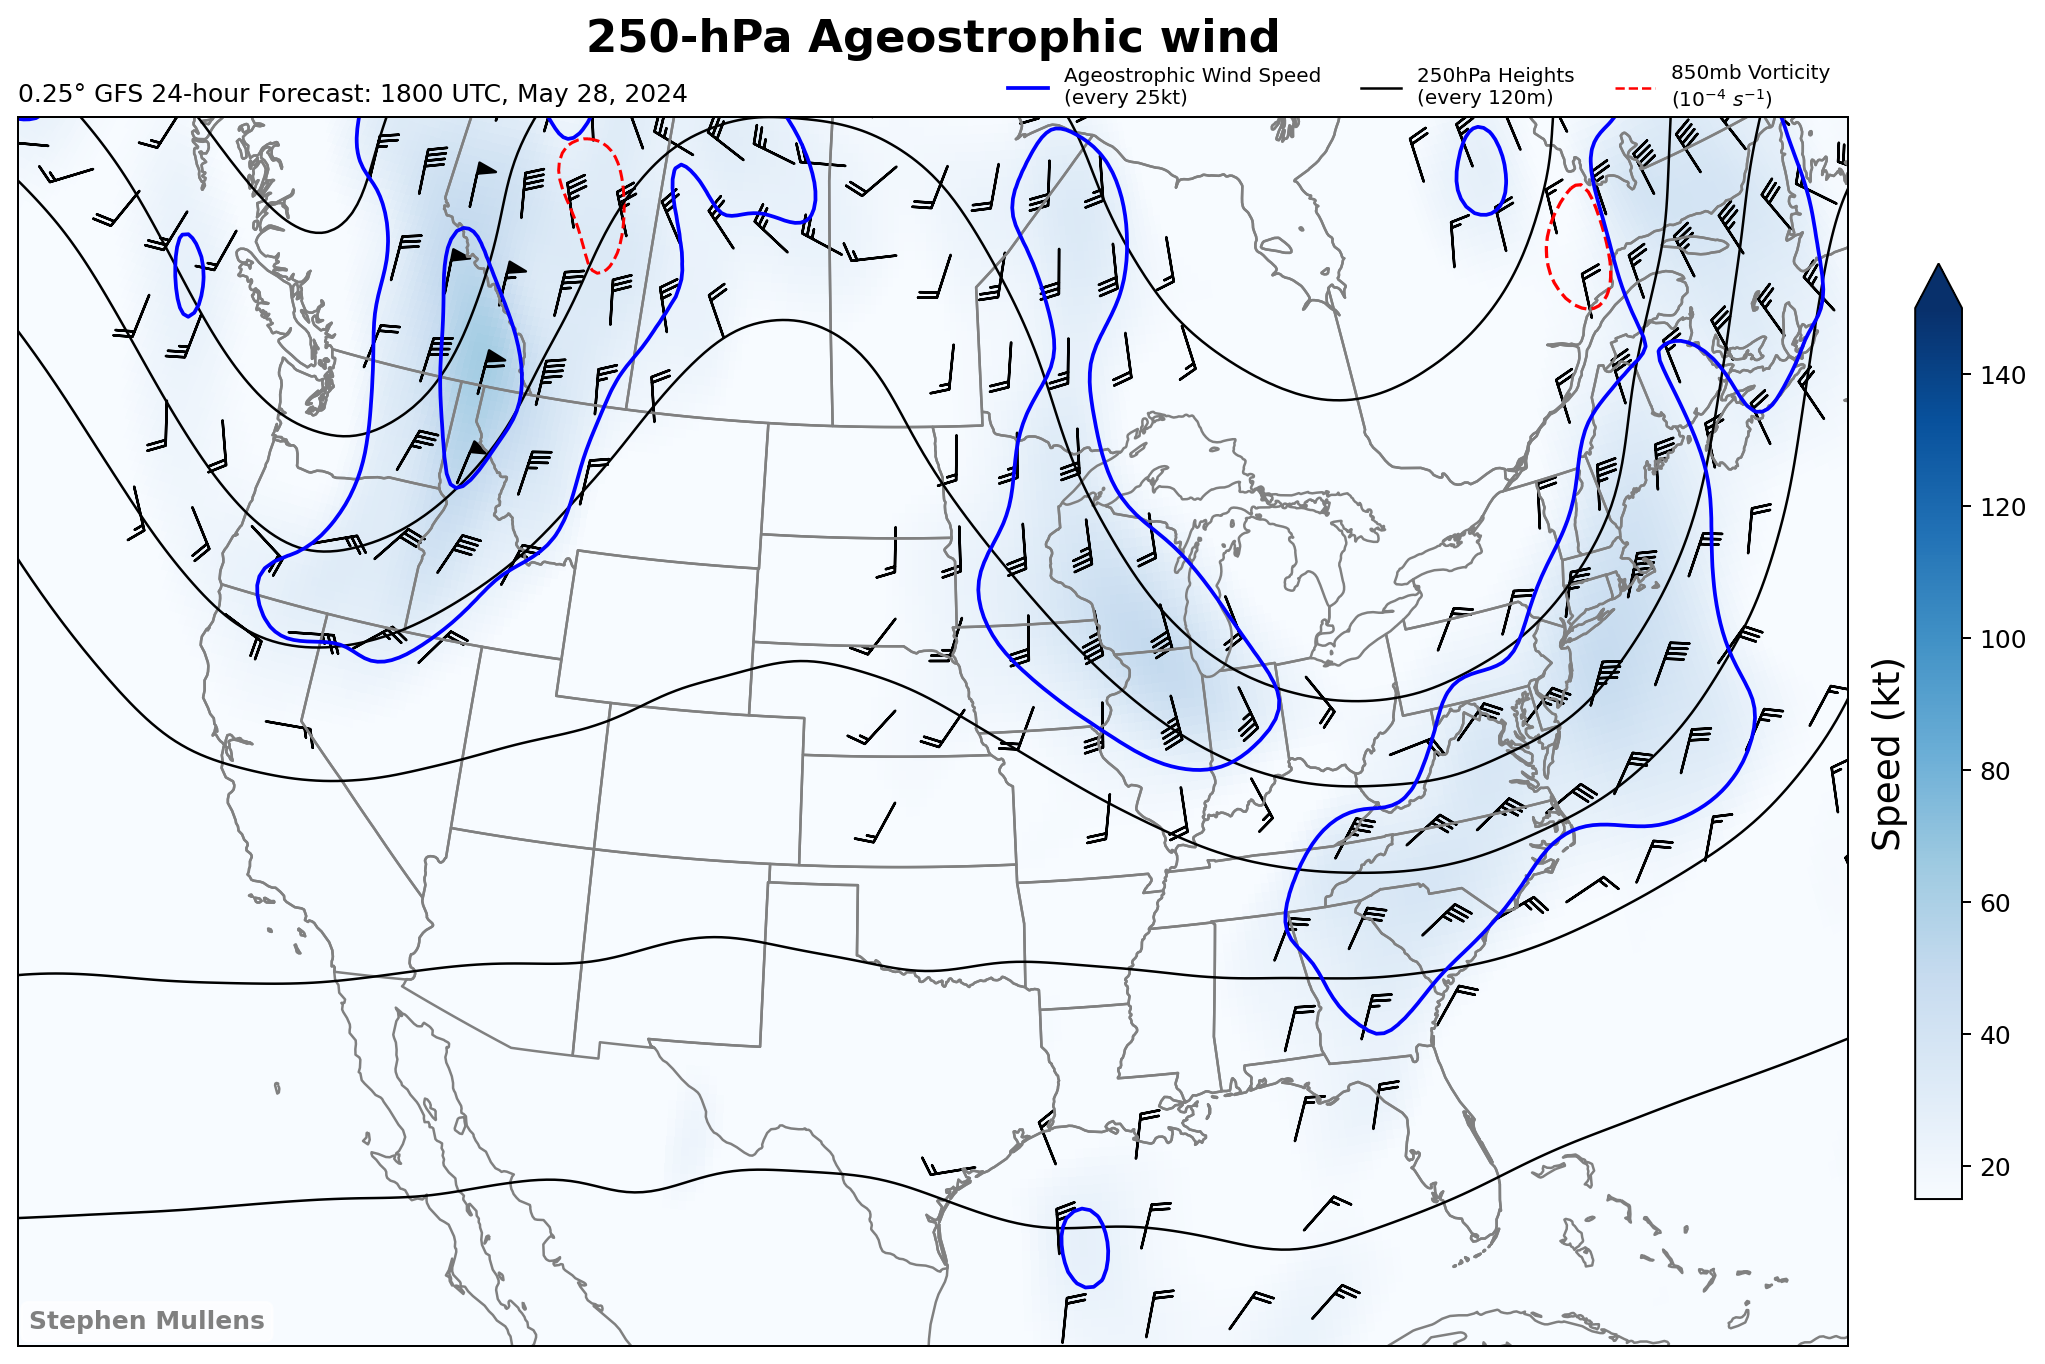 250-hPa Ageostrophic wind
0.25° GFS 24-hour Forecast: 1800 UTC, May 28, 2024
Ageostrophic Wind Speed
(every 25kt)
250hPa Heights
(every 120m)
850mb Vorticity
(10⁻⁴ s⁻¹)
140
120
100
80
60
40
20
Speed (kt)
Stephen Mullens